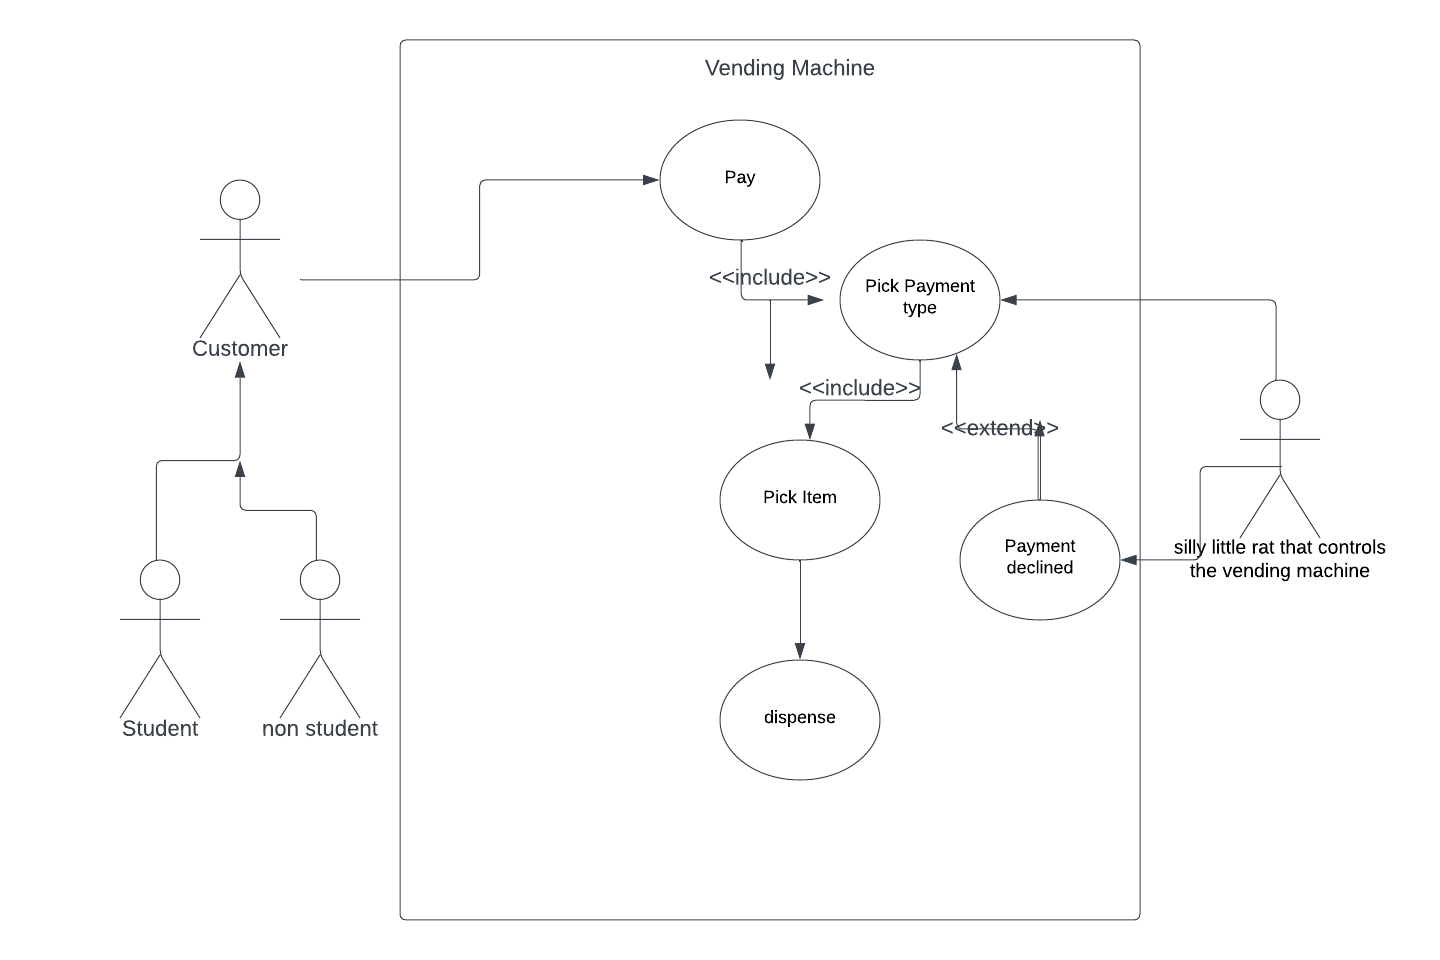 Vending Machine
Pay
<<include>>
Pick Payment
type
Customer
<<include>>
<<extend>>
Pick Item
Payment
declined
silly little rat that controls
the vending machine
dispense
Student
non student